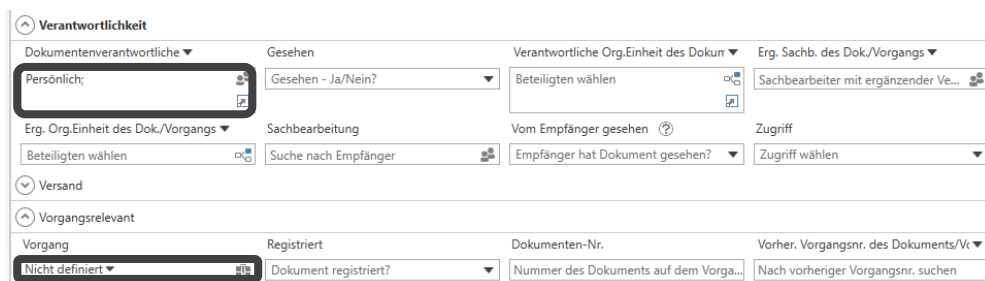 Verantwortlichkeit
Dokumentenverantwortliche Gesehen Verantwortliche Org.Einheit des Dokum Erg. Sachb. des Dok./Vorgangs
Persönlich; Gesehen - Ja/Nein? Beteiligten wählen Sachbearbeiter mit ergänzender Ve...
Erg. Org.Einheit des Dok./Vorgangs Sachbearbeitung Vom Empfänger gesehen ? Zugriff
Beteiligten wählen Suche nach Empfänger Empfänger hat Dokument gesehen? Zugriff wählen
Versand
Vorgangsrelevant
Vorgang Registriert Dokumenten-Nr. Vorher. Vorgangsnr. des Dokuments/Vo
Nicht definiert Dokument registriert? Nummer des Dokuments auf dem Vorga... Nach vorheriger Vorgangsnr. suchen